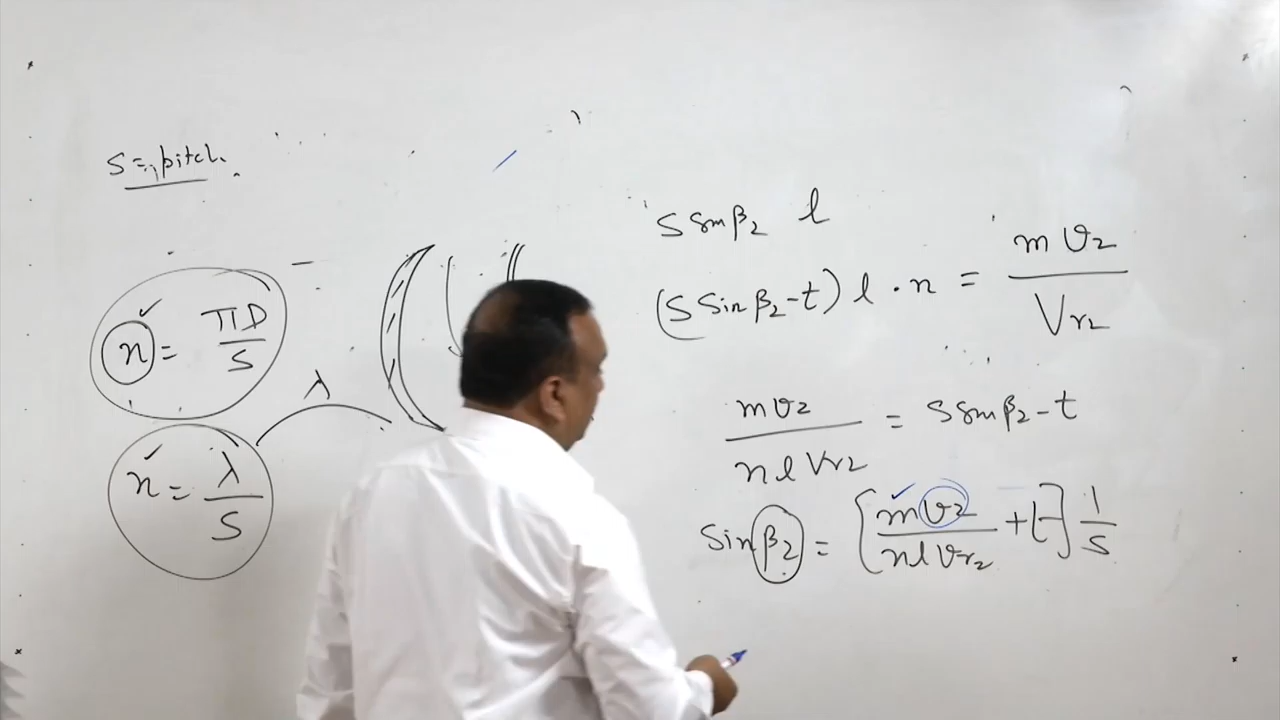 S = pitch.
n = πD/S
λ
n = λ/S
S sin β₂ l
(S sin β₂ - t) l · n = m v₂ / Vr₂
m v₂ / n l Vr₂ = S sin β₂ - t
sin β₂ = [m v₂ / n l vr₂ + t] 1/S